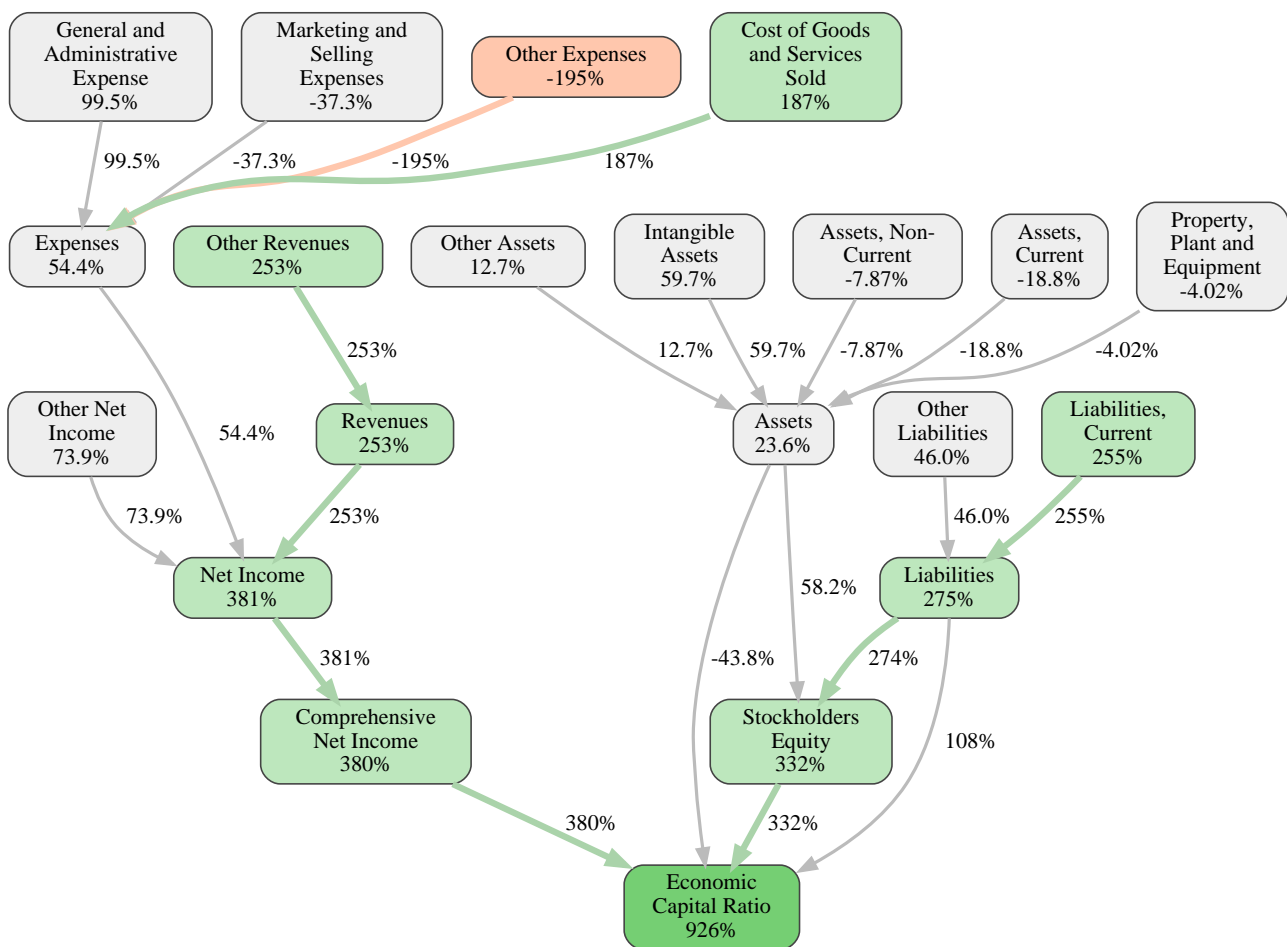 General and
Administrative
Expense
99.5%
Marketing and
Selling
Expenses
-37.3%
Other Expenses
-195%
Cost of Goods
and Services
Sold
187%
99.5%
-37.3%
-195%
187%
Expenses
54.4%
Other Revenues
253%
Other Assets
12.7%
Intangible
Assets
59.7%
Assets, Non-
Current
-7.87%
Assets,
Current
-18.8%
Property,
Plant and
Equipment
-4.02%
253%
12.7%
59.7%
-7.87%
-18.8%
-4.02%
Other Net
Income
73.9%
54.4%
Revenues
253%
Assets
23.6%
Other
Liabilities
46.0%
Liabilities,
Current
255%
73.9%
253%
46.0%
255%
Net Income
381%
58.2%
Liabilities
275%
381%
-43.8%
274%
Comprehensive
Net Income
380%
Stockholders
Equity
332%
108%
380%
332%
Economic
Capital Ratio
926%